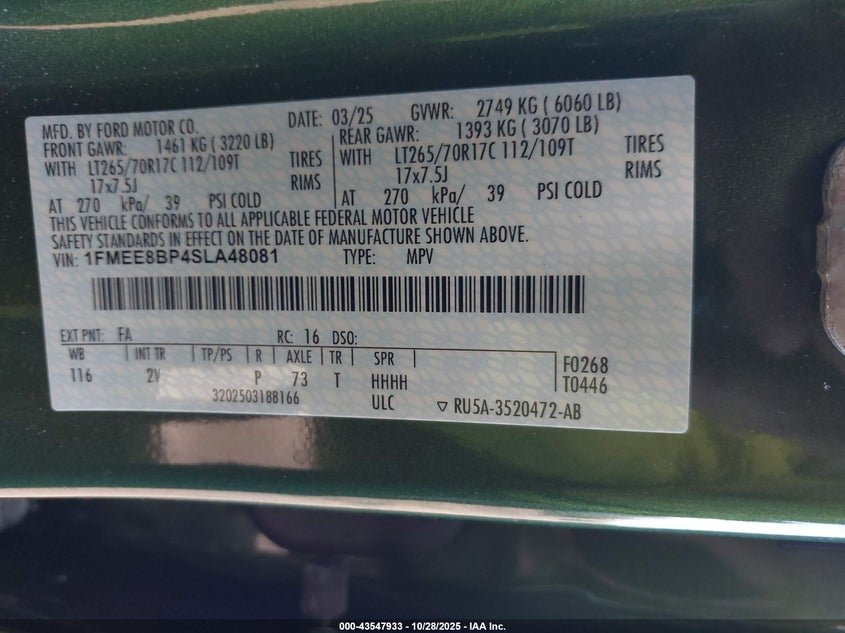 MFD. BY FORD MOTOR CO.
DATE: 03/25 GVWR: 2749 KG ( 6060 LB)
FRONT GAWR: 1461 KG ( 3220 LB)
REAR GAWR: 1393 KG ( 3070 LB)
WITH LT265/70R17C 112/109T TIRES
WITH LT265/70R17C 112/109T TIRES
17x7.5J RIMS
17x7.5J RIMS
AT 270 kPa/ 39 PSI COLD
AT 270 kPa/ 39 PSI COLD
THIS VEHICLE CONFORMS TO ALL APPLICABLE FEDERAL MOTOR VEHICLE
SAFETY STANDARDS IN EFFECT ON THE DATE OF MANUFACTURE SHOWN ABOVE.
VIN: 1FMEE8BP4SLA48081 TYPE: MPV
EXT PNT: FA RC: 16 DSO:
WB INT TR TP/PS R AXLE TR SPR
116 2V P 73 T HHHH
F0268
T0446
3202503188166 ULC
▽ RU5A-3520472-AB
000-43547933 - 10/28/2025 - IAA Inc.